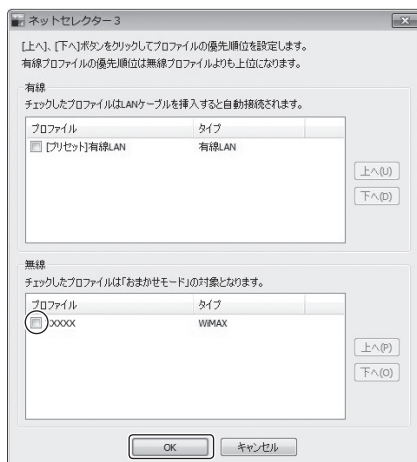 ネットセレクター3
[上へ]、[下へ]ボタンをクリックしてプロファイルの優先順位を設定します。
有線プロファイルの優先順位は無線プロファイルよりも上位になります。
有線
チェックしたプロファイルはLANケーブルを挿入すると自動接続されます。
プロファイル タイプ
[プリセット]有線LAN 有線LAN
上へ(U)
下へ(D)
無線
チェックしたプロファイルは「おまかせモード」の対象となります。
プロファイル タイプ
XXXX WiMAX
上へ(P)
下へ(O)
OK キャンセル